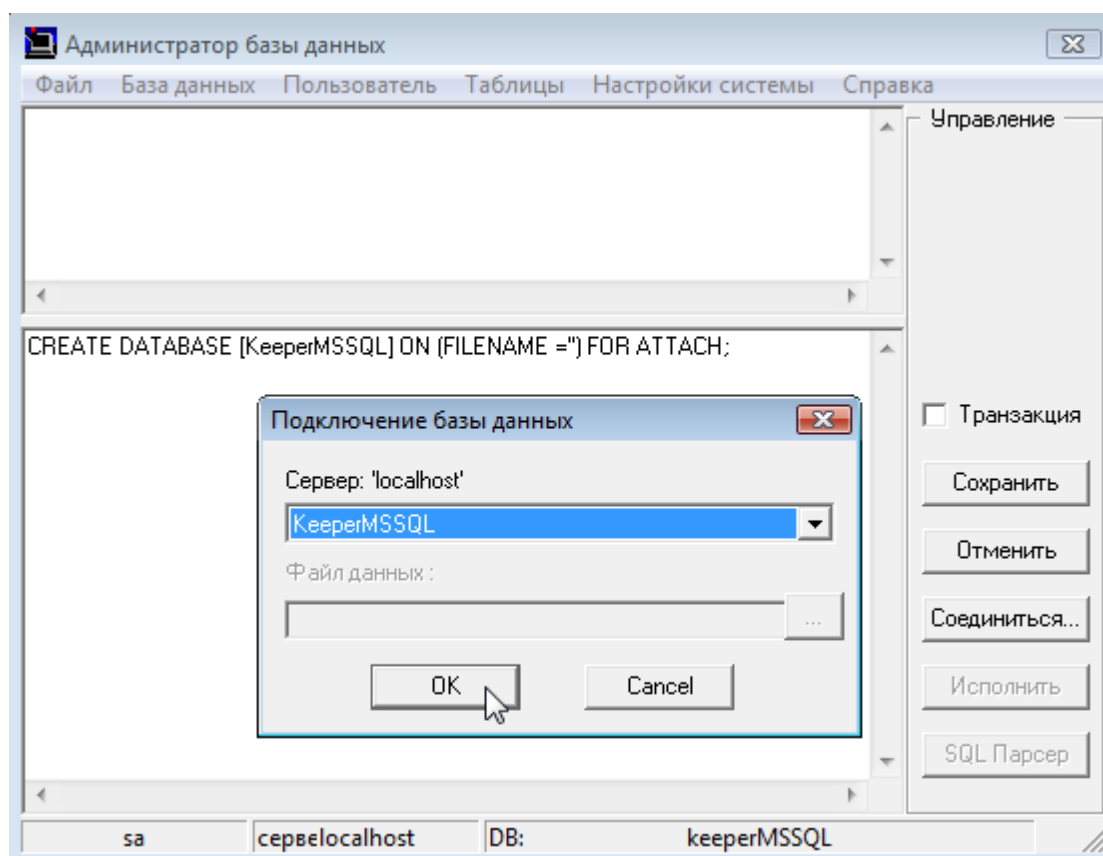 Администратор базы данных
Файл База данных Пользователь Таблицы Настройки системы Справка
Управление
CREATE DATABASE [KeeperMSSQL] ON (FILENAME ='') FOR ATTACH;
Подключение базы данных
Транзакция
Сервер: 'localhost'
KeeperMSSQL
Сохранить
Файл данных :
Отменить
...
Соединиться...
OK
Cancel
Исполнить
SQL Парсер
sa
сервеlocalhost
DB:
keeperMSSQL